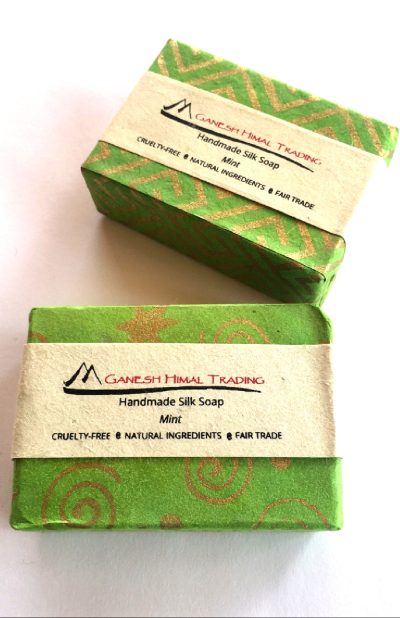 GANESH HIMAL TRADING
Handmade Silk Soap
Mint
CRUELTY-FREE NATURAL INGREDIENTS FAIR TRADE
GANESH HIMAL TRADING
Handmade Silk Soap
Mint
CRUELTY-FREE NATURAL INGREDIENTS FAIR TRADE